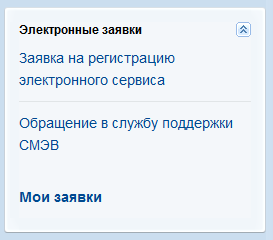 Электронные заявки
Заявка на регистрацию
электронного сервиса
Обращение в службу поддержки
СМЭВ
Мои заявки